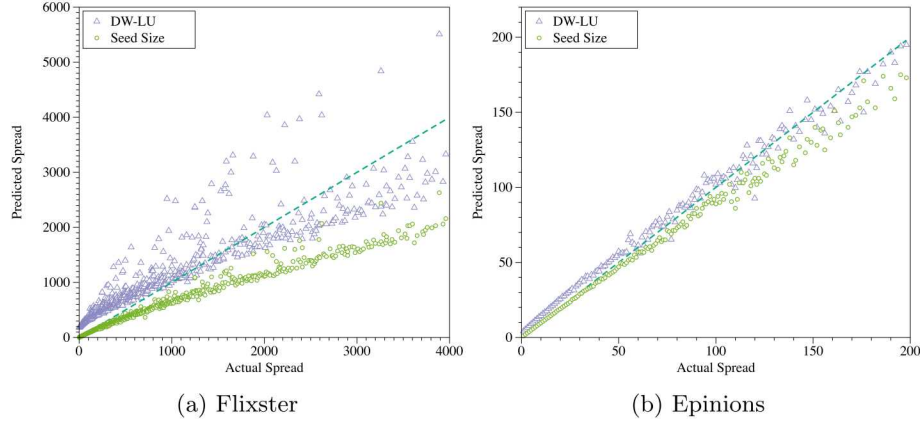 DW-LU
Seed Size
Predicted Spread
6000
5000
4000
3000
2000
1000
0
0 1000 2000 3000 4000
Actual Spread
(a) Flixster
DW-LU
Seed Size
Predicted Spread
200
150
100
50
0
0 50 100 150 200
Actual Spread
(b) Epinions